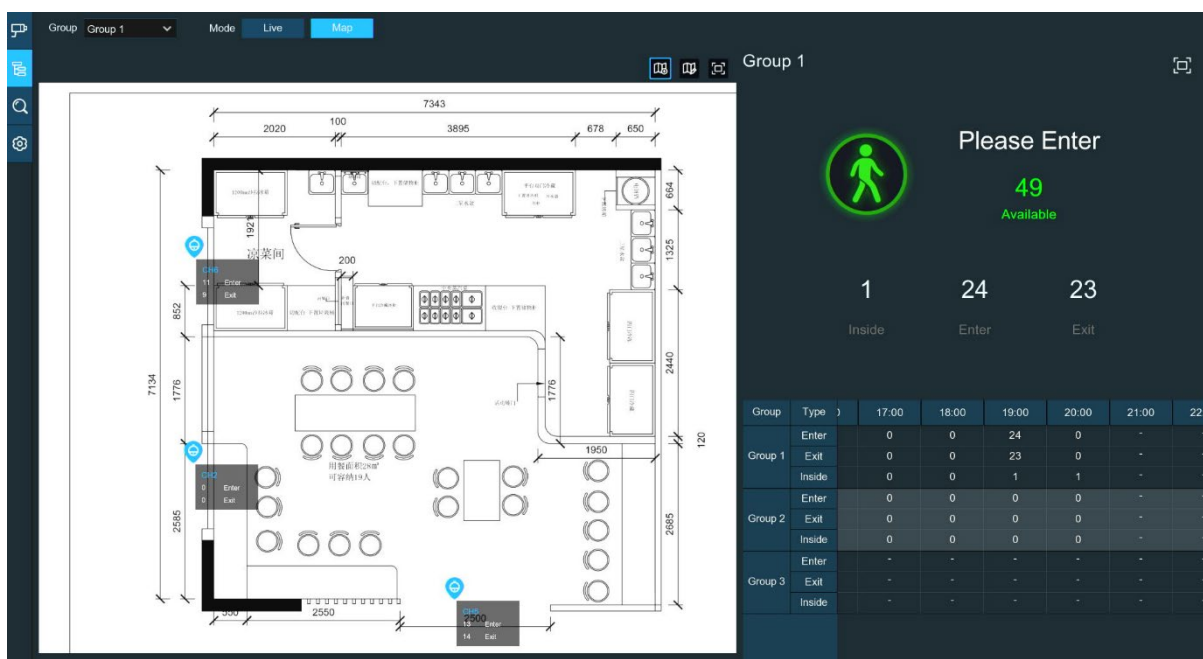 Group Group 1 Mode Live Map
Group 1
Please Enter
49
Available
1 24 23
Inside Enter Exit
7343
2020 100 3895 678 650
664
192
凉菜间
200
1325
CH6
11 Enter
Exit
852
7134
1776
1776
2440
120
1950
用餐面积28㎡
可容纳19人
CH2
0 Enter
0 Exit
2585
2685
550 2550
2500
13 Enter
14 Exit
Group Type 17:00 18:00 19:00 20:00 21:00 22
Group 1
Enter 0 0 24 0 -
Exit 0 0 23 0 -
Inside 0 0 1 1 -
Group 2
Enter 0 0 0 0 -
Exit 0 0 0 0 -
Inside 0 0 0 0 -
Group 3
Enter - - - - -
Exit - - - - -
Inside - - - - -